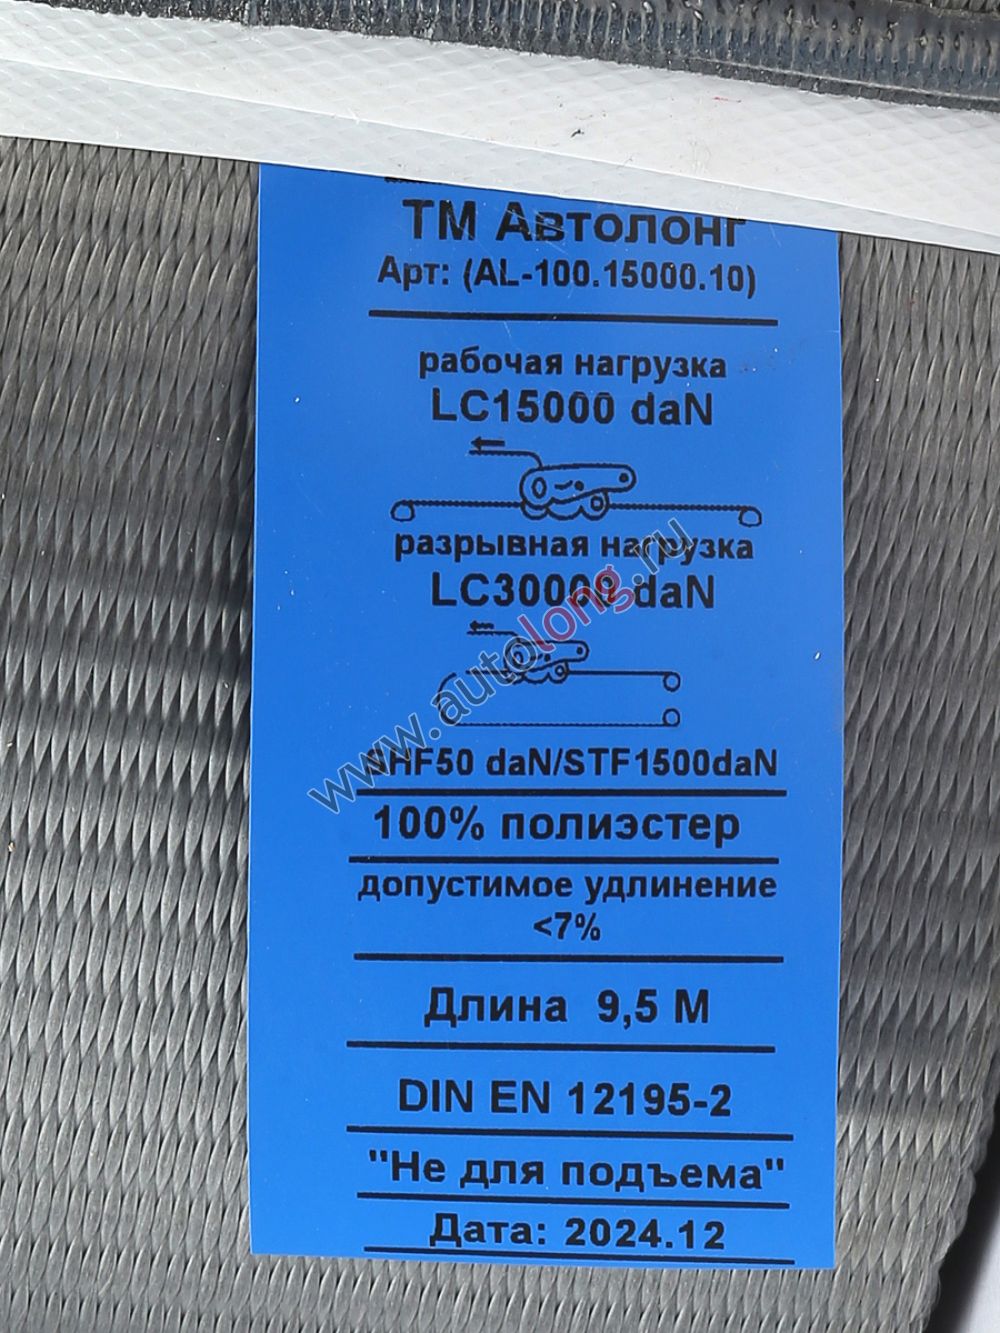 ТМ Автолонг
Арт: (AL-100.15000.10)
рабочая нагрузка
LC15000 daN
разрывная нагрузка
LC30000 daN
www.autolong.ru
SHF50 daN/STF1500daN
100% полиэстер
допустимое удлинение
<7%
Длина 9,5 М
DIN EN 12195-2
"Не для подъема"
Дата: 2024.12